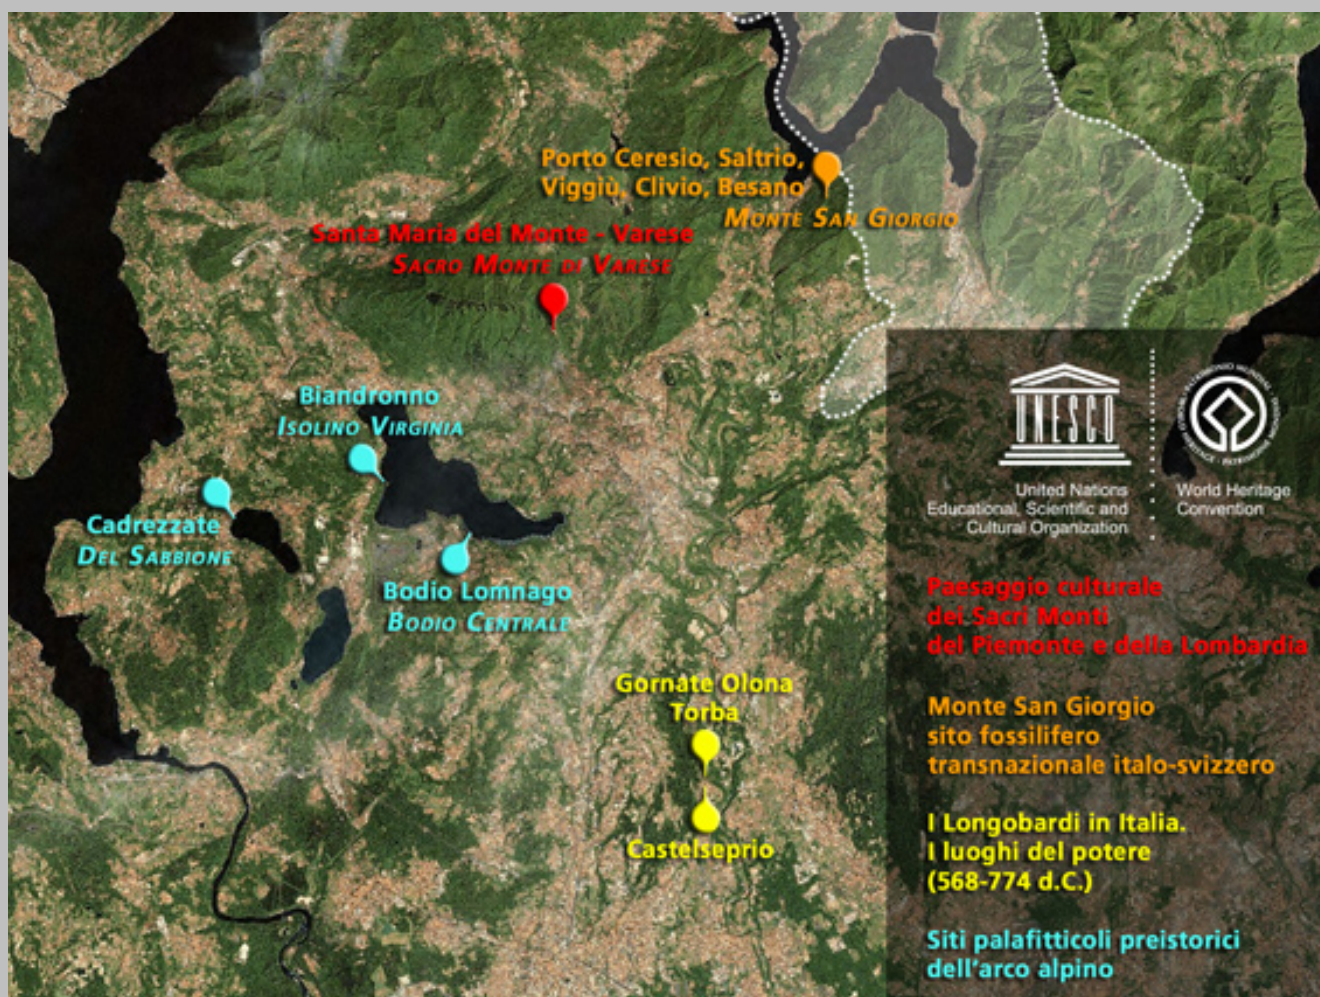 Porto Ceresio, Saltrio,
Viggiù, Clivio, Besano
MONTE SAN GIORGIO
Santa Maria del Monte - Varese
SACRO MONTE DI VARESE
Biandronno
ISOLINO VIRGINIA
Cadrezzate
DEL SABBIONE
Bodio Lomnago
BODIO CENTRALE
Gornate Olona
Torba
Castelseprio
UNESCO
United Nations
Educational, Scientific and
Cultural Organization
World Heritage
Convention
Paesaggio culturale
dei Sacri Monti
del Piemonte e della Lombardia
Monte San Giorgio
sito fossilifero
transnazionale italo-svizzero
I Longobardi in Italia.
I luoghi del potere
(568-774 d.C.)
Siti palafitticoli preistorici
dell'arco alpino